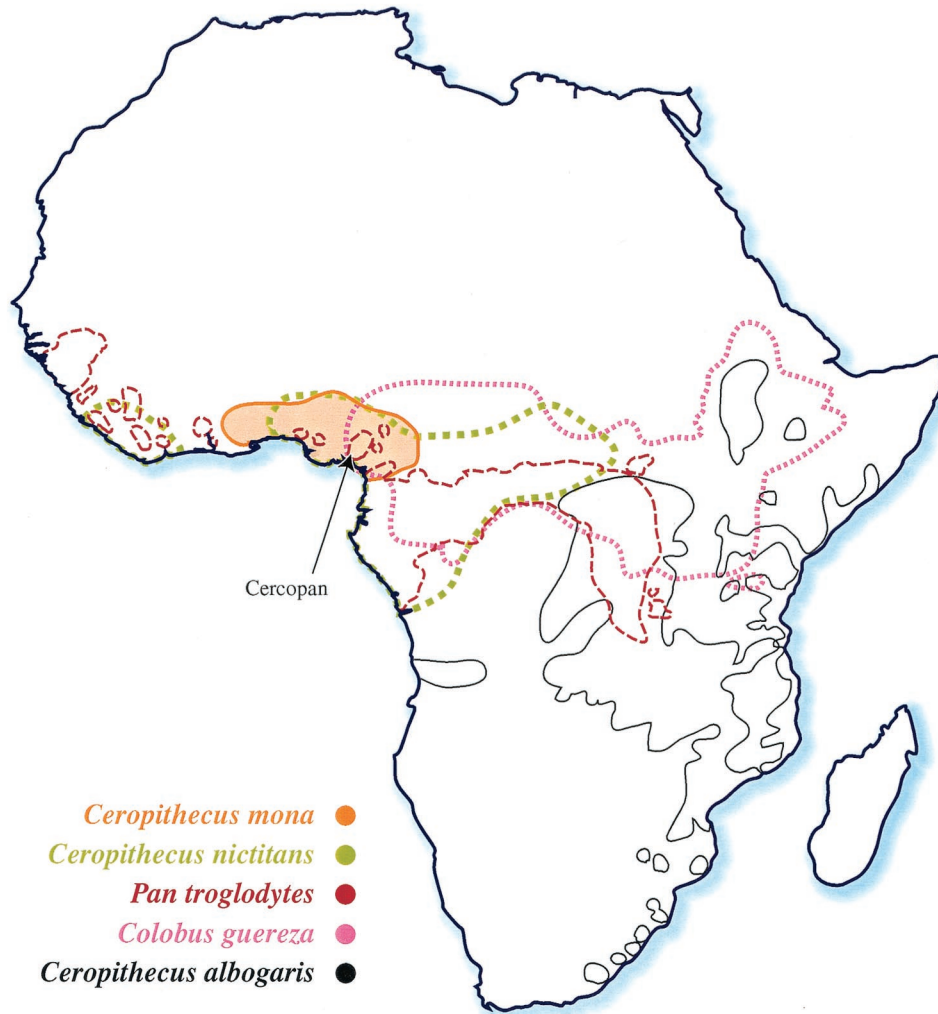 Cercopan
Ceropithecus mona
Ceropithecus nictitans
Pan troglodytes
Colobus guereza
Ceropithecus albogaris